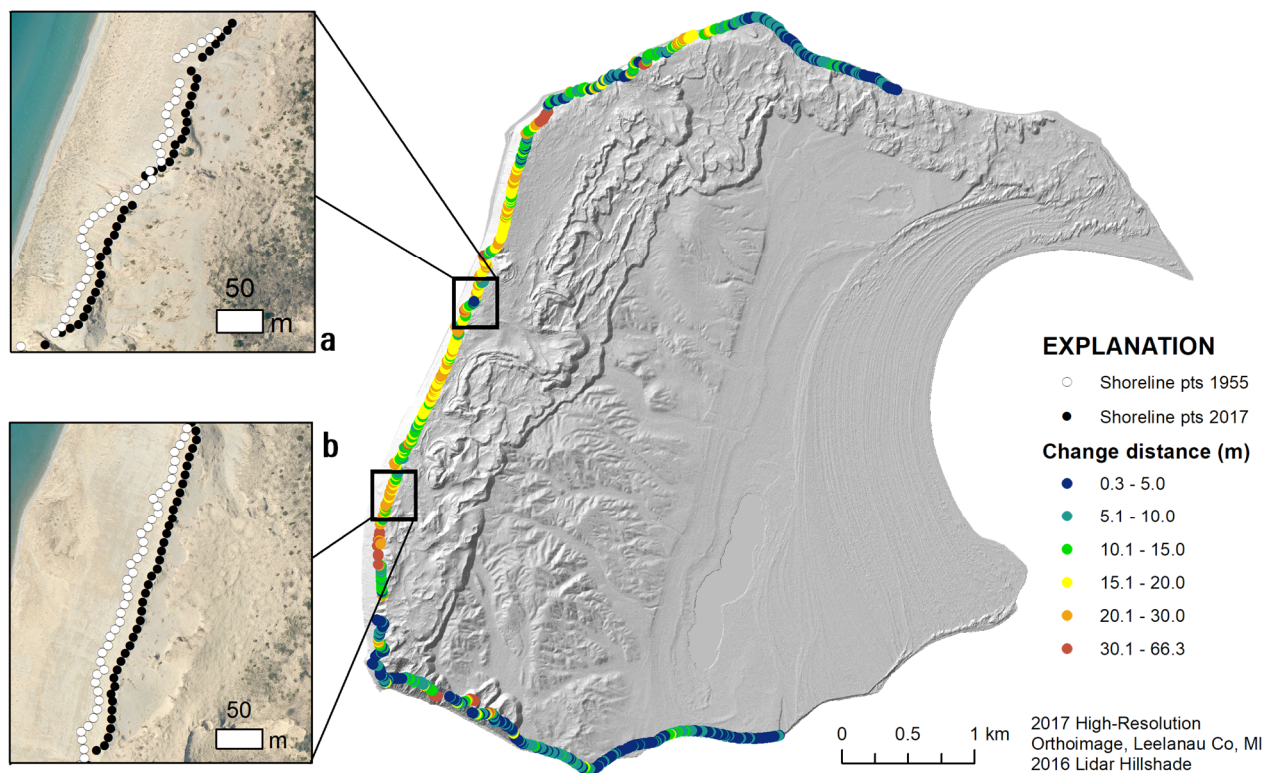 50
m
a
b
50
m
EXPLANATION
Shoreline pts 1955
Shoreline pts 2017
Change distance (m)
0.3 - 5.0
5.1 - 10.0
10.1 - 15.0
15.1 - 20.0
20.1 - 30.0
30.1 - 66.3
0 0.5 1 km
2017 High-Resolution
Orthoimage, Leelanau Co, MI
2016 Lidar Hillshade